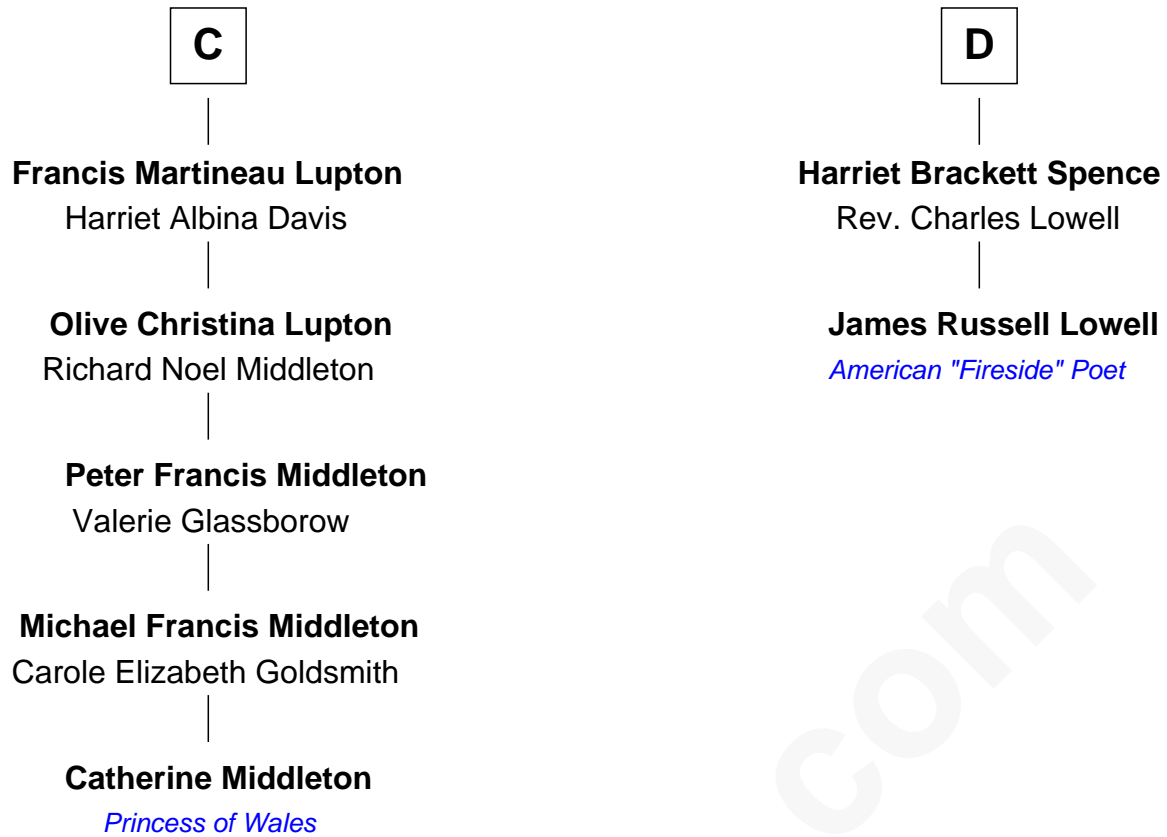 C
Francis Martineau Lupton
Harriet Albina Davis
Olive Christina Lupton
Richard Noel Middleton
Peter Francis Middleton
Valerie Glassborow
Michael Francis Middleton
Carole Elizabeth Goldsmith
Catherine Middleton
Princess of Wales
D
Harriet Brackett Spence
Rev. Charles Lowell
James Russell Lowell
American "Fireside" Poet
com